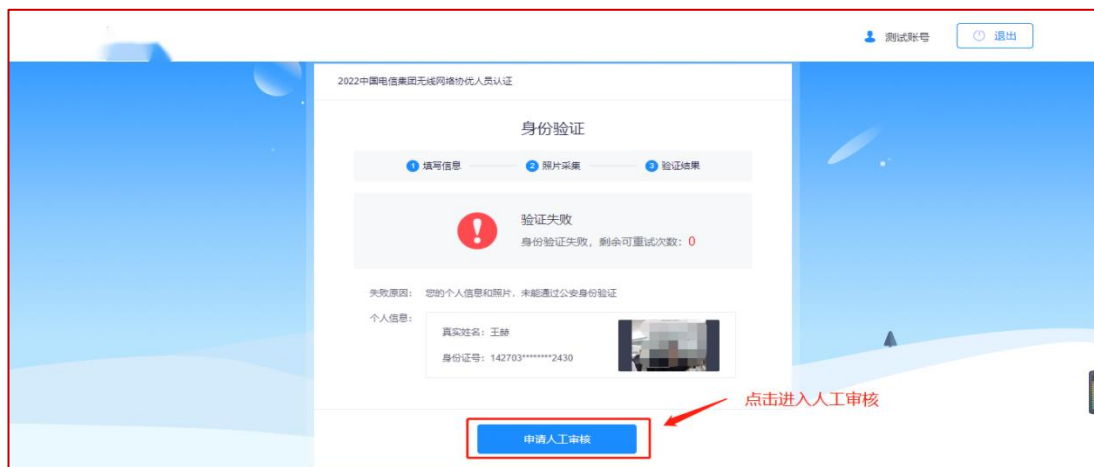 测试账号 退出
2022中国电信集团无线网络协优人员认证
身份验证
1 填写信息 2 照片采集 3 验证结果
验证失败
身份验证失败，剩余可重试次数：0
失败原因： 您的个人信息和照片，未能通过公安身份验证
个人信息：
真实姓名：王赫
身份证号：142703********2430
点击进入人工审核
申请人工审核